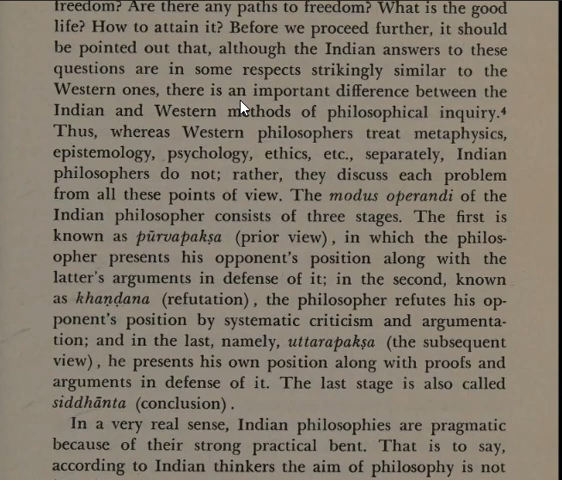 freedom? Are there any paths to freedom? What is the good
life? How to attain it? Before we proceed further, it should
be pointed out that, although the Indian answers to these
questions are in some respects strikingly similar to the
Western ones, there is an important difference between the
Indian and Western methods of philosophical inquiry.⁴
Thus, whereas Western philosophers treat metaphysics,
epistemology, psychology, ethics, etc., separately, Indian
philosophers do not; rather, they discuss each problem
from all these points of view. The modus operandi of the
Indian philosopher consists of three stages. The first is
known as pūrvapakṣa (prior view), in which the philos-
opher presents his opponent's position along with the
latter's arguments in defense of it; in the second, known
as khaṇḍana (refutation), the philosopher refutes his op-
ponent's position by systematic criticism and argumenta-
tion; and in the last, namely, uttarapakṣa (the subsequent
view), he presents his own position along with proofs and
arguments in defense of it. The last stage is also called
siddhānta (conclusion).
In a very real sense, Indian philosophies are pragmatic
because of their strong practical bent. That is to say,
according to Indian thinkers the aim of philosophy is not